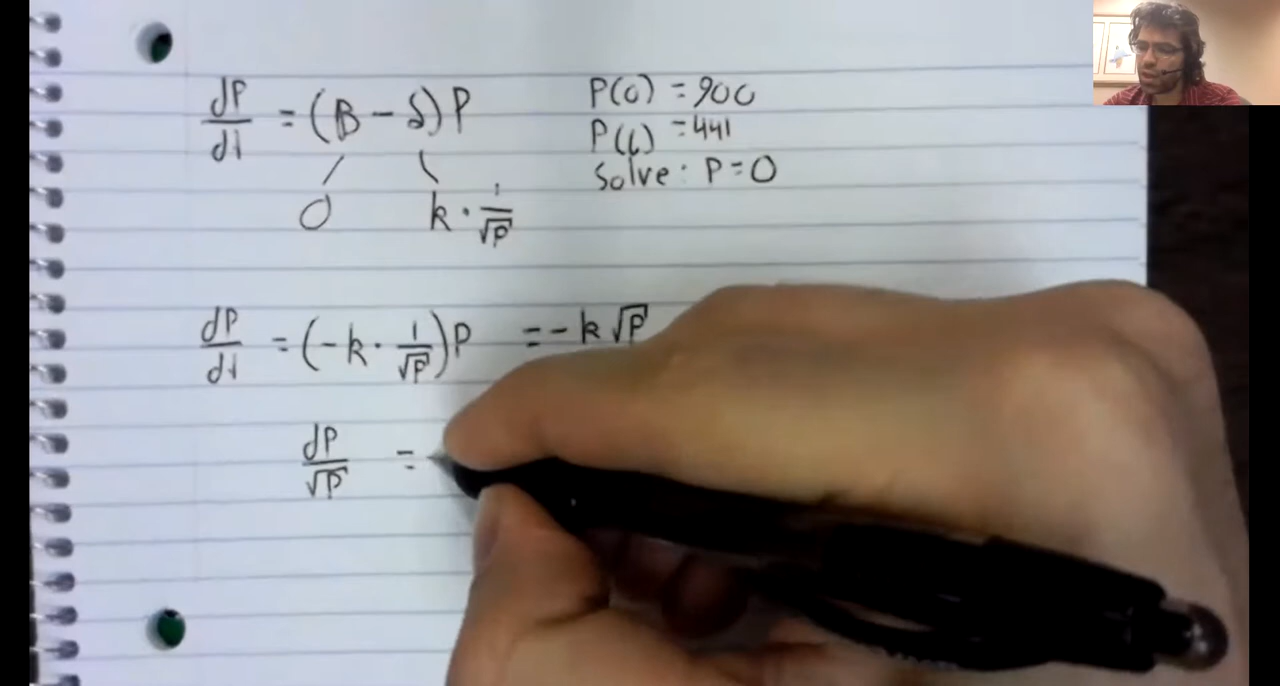 dP/dt = (B - δ)P
P(0) = 900
P(6) = 441
Solve: P = 0
0
k · 1/√P
dP/dt = (-k · 1/√P)P = -k√P
dP/√P =